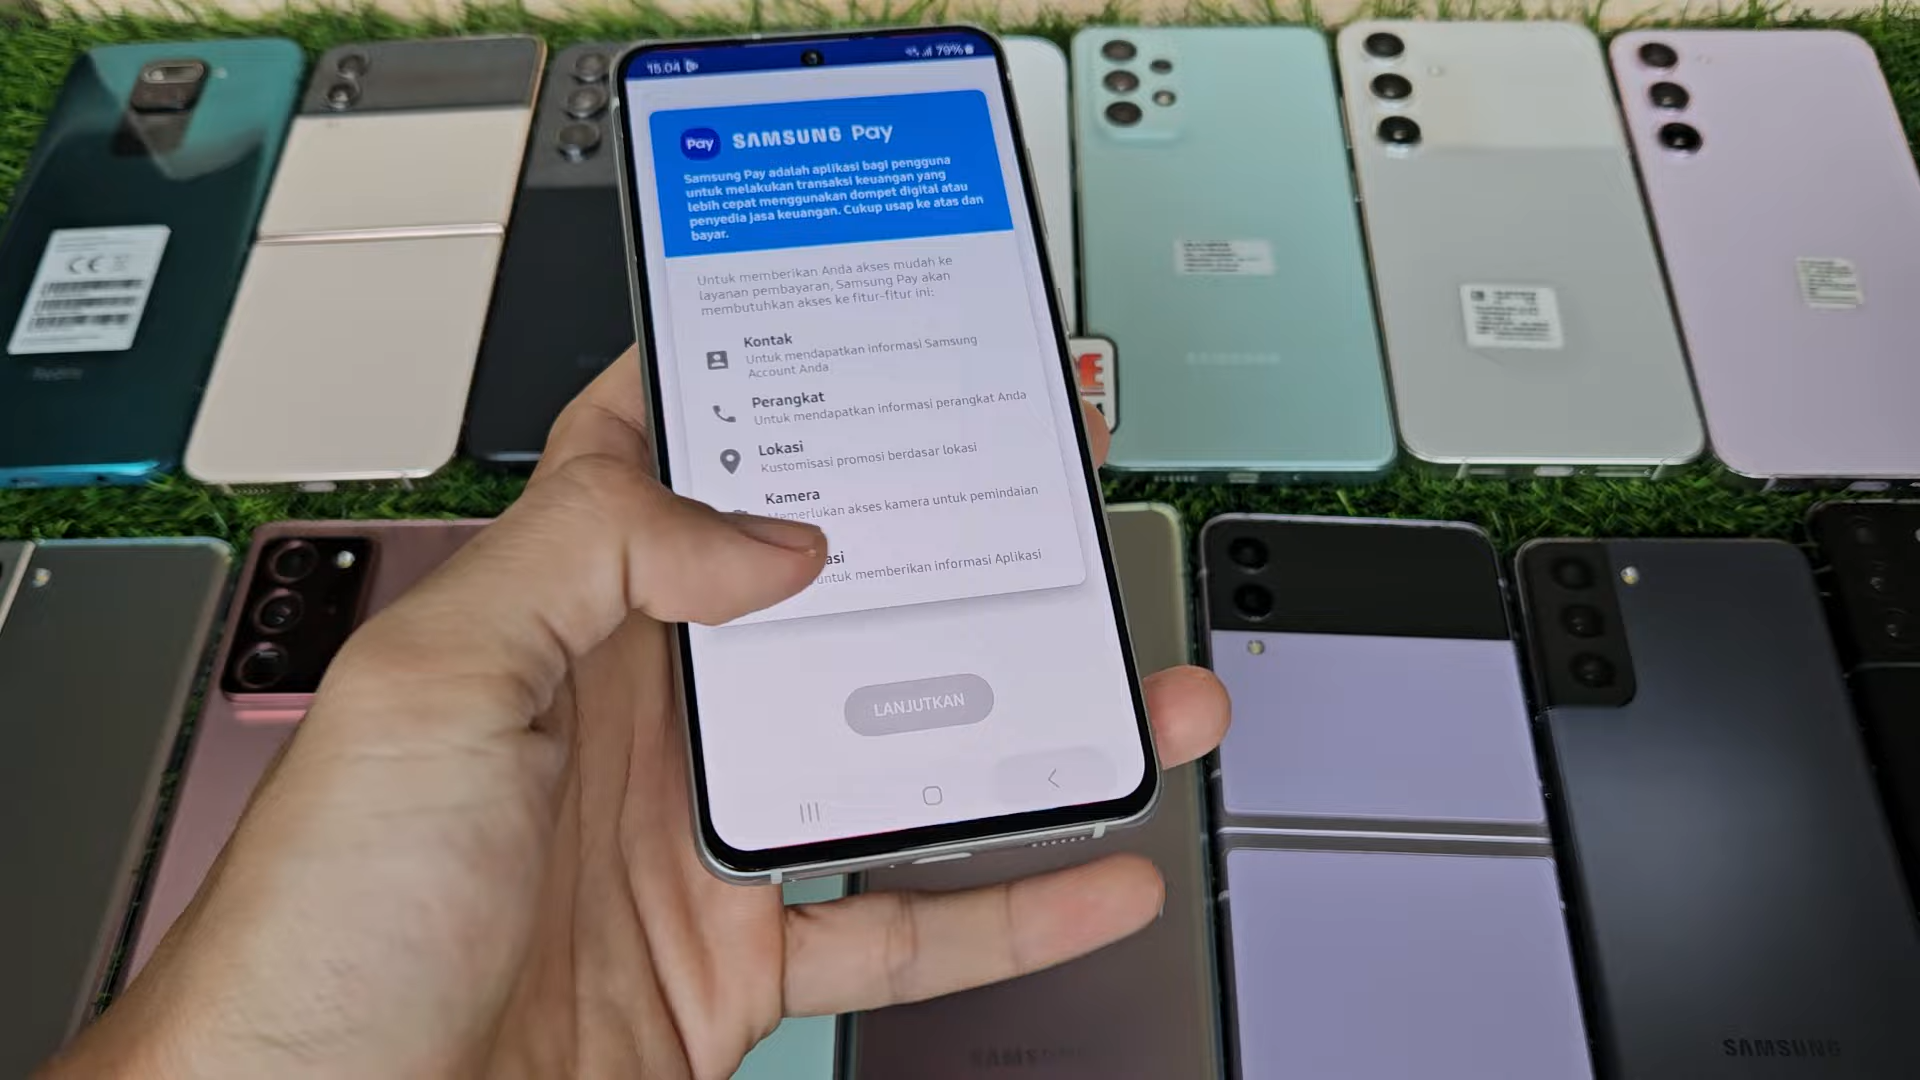 15.04
79%
Pay
SAMSUNG Pay
Samsung Pay adalah aplikasi bagi pengguna
untuk melakukan transaksi keuangan yang
lebih cepat menggunakan dompet digital atau
penyedia jasa keuangan. Cukup usap ke atas dan
bayar.
Untuk memberikan Anda akses mudah ke
layanan pembayaran, Samsung Pay akan
membutuhkan akses ke fitur-fitur ini:
Kontak
Untuk mendapatkan informasi Samsung
Account Anda
Perangkat
Untuk mendapatkan informasi perangkat Anda
Lokasi
Kustomisasi promosi berdasar lokasi
Kamera
Memerlukan akses kamera untuk pemindaian
asi
untuk memberikan informasi Aplikasi
LANJUTKAN
CE
Redmi
SAMSUNG
SAMSUNG
SAMSUNG